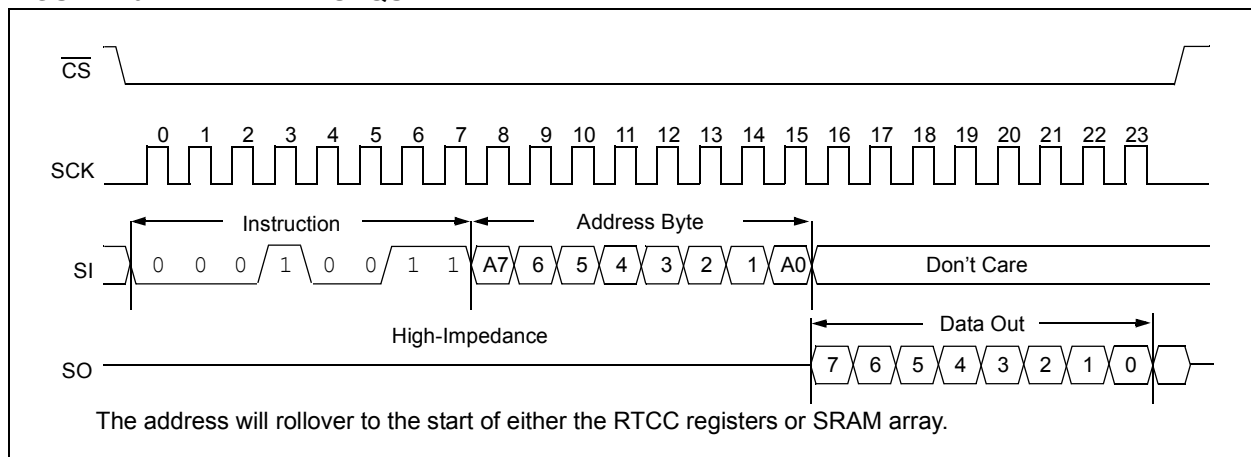 CS
0 1 2 3 4 5 6 7 8 9 10 11 12 13 14 15 16 17 18 19 20 21 22 23
SCK
Instruction Address Byte
SI 0 0 0 1 0 0 1 1 A7 6 5 4 3 2 1 A0 Don't Care
Data Out
High-Impedance
SO 7 6 5 4 3 2 1 0
The address will rollover to the start of either the RTCC registers or SRAM array.